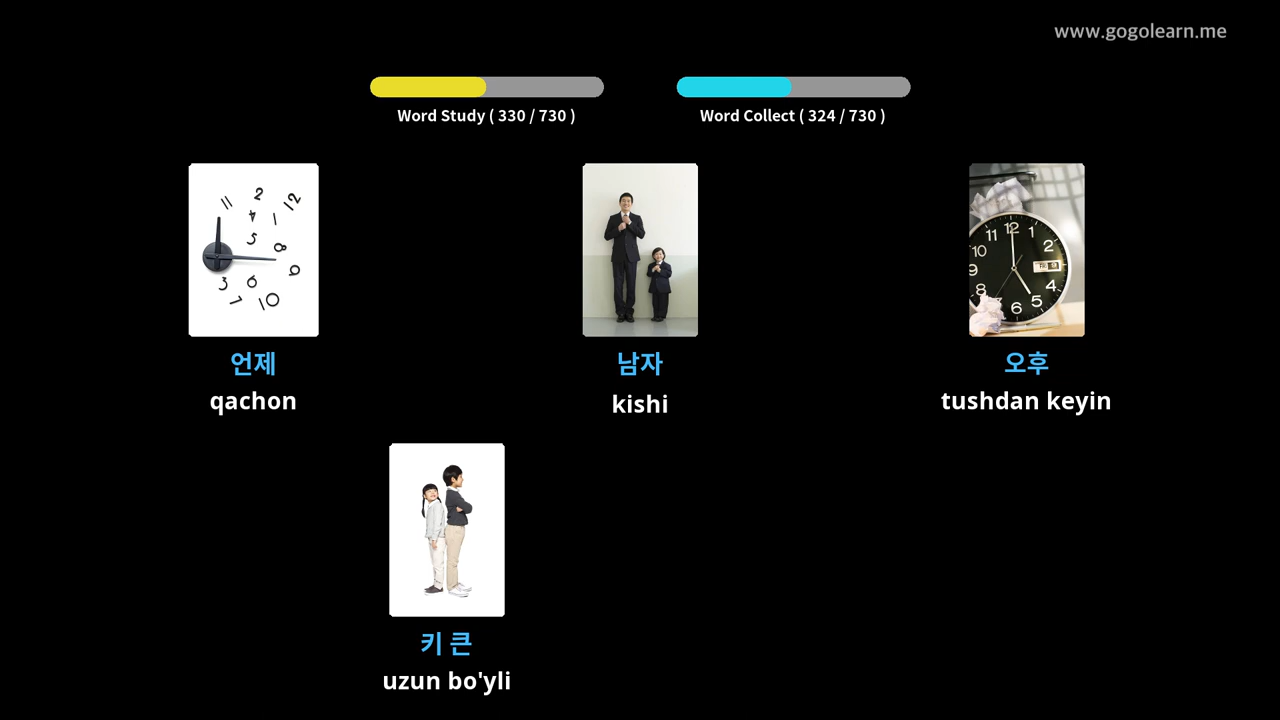 www.gogolearn.me
Word Study ( 330 / 730 )
Word Collect ( 324 / 730 )
언제
qachon
남자
kishi
오후
tushdan keyin
키 큰
uzun bo'yli